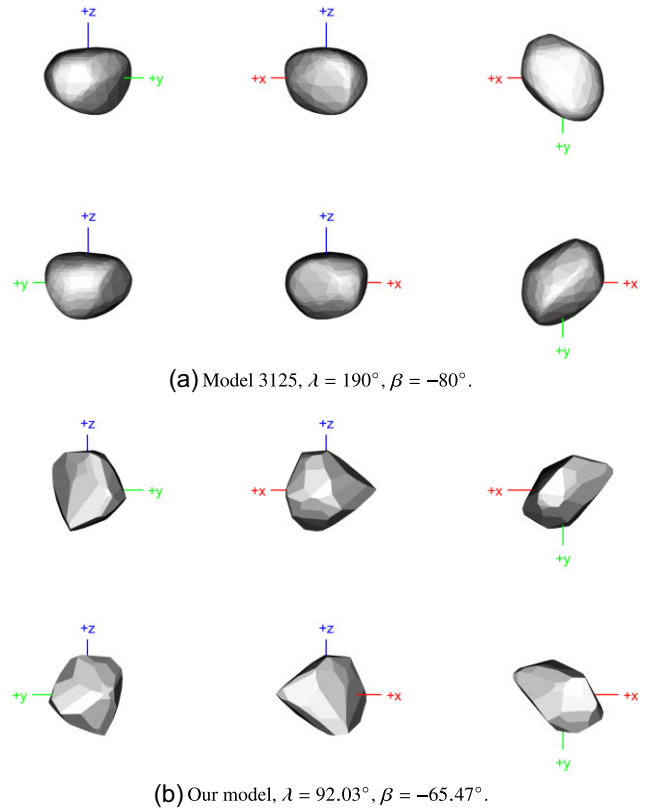 +z +z
+y +x +x
+y
+z +z
+y +x +x
+y
(a) Model 3125, λ = 190°, β = −80°.
+z +z
+y +x +x
+y
+z +z
+y +x +x
+y
(b) Our model, λ = 92.03°, β = −65.47°.